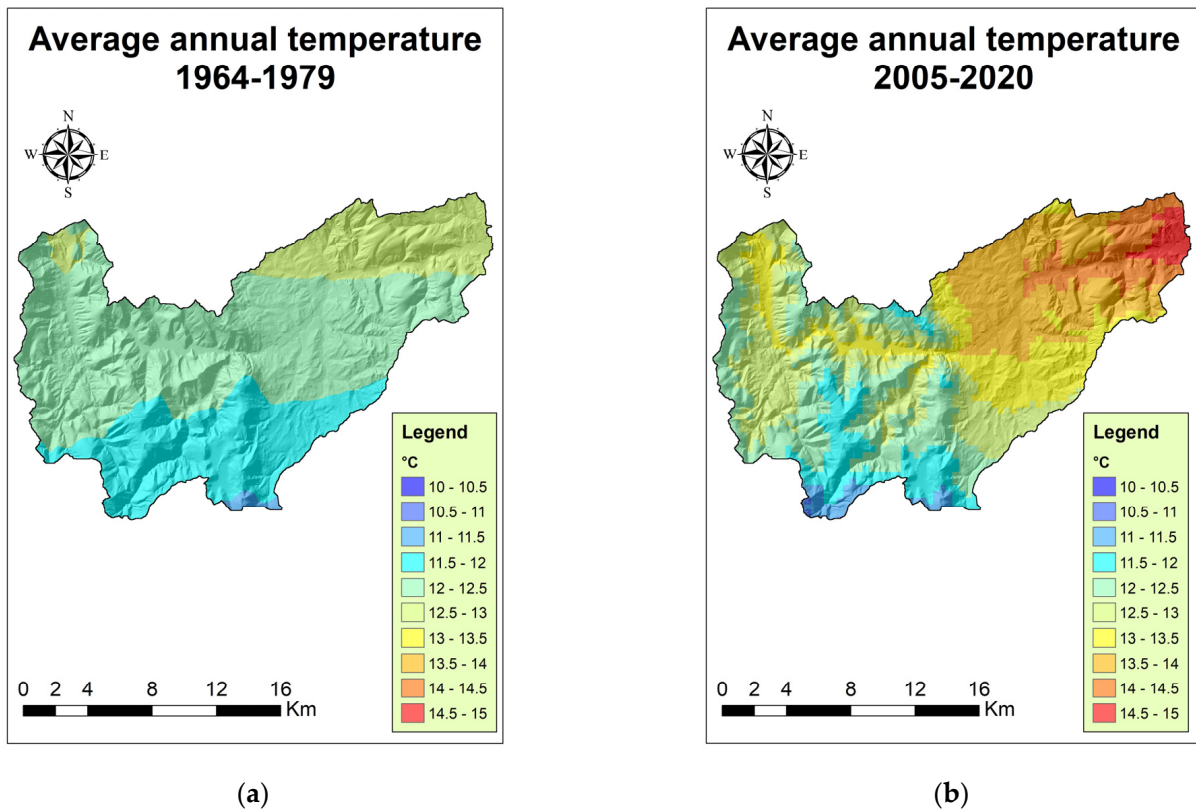 Average annual temperature
1964-1979
N
W E
S
Legend
°C
10 - 10.5
10.5 - 11
11 - 11.5
11.5 - 12
12 - 12.5
12.5 - 13
13 - 13.5
13.5 - 14
14 - 14.5
14.5 - 15
0 2 4 8 12 16
Km
(a)
Average annual temperature
2005-2020
N
W E
S
Legend
°C
10 - 10.5
10.5 - 11
11 - 11.5
11.5 - 12
12 - 12.5
12.5 - 13
13 - 13.5
13.5 - 14
14 - 14.5
14.5 - 15
0 2 4 8 12 16
Km
(b)